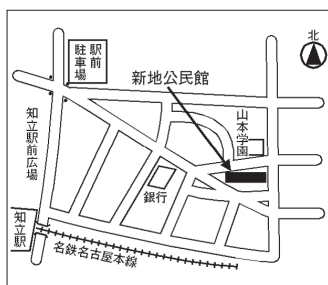 北
駅前
駐車場
新地公民館
山本学園
知立駅前広場
銀行
知立駅
名鉄名古屋本線